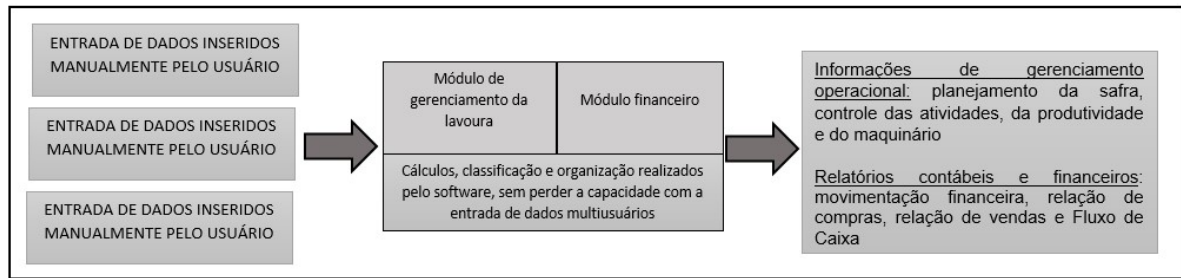 ENTRADA DE DADOS INSERIDOS
MANUALMENTE PELO USUÁRIO
ENTRADA DE DADOS INSERIDOS
MANUALMENTE PELO USUÁRIO
ENTRADA DE DADOS INSERIDOS
MANUALMENTE PELO USUÁRIO
Módulo de
gerenciamento da
lavoura
Módulo financeiro
Cálculos, classificação e organização realizados
pelo software, sem perder a capacidade com a
entrada de dados multiusuários
Informações de gerenciamento
operacional: planejamento da safra,
controle das atividades, da produtividade
e do maquinário
Relatórios contábeis e financeiros:
movimentação financeira, relação de
compras, relação de vendas e Fluxo de
Caixa